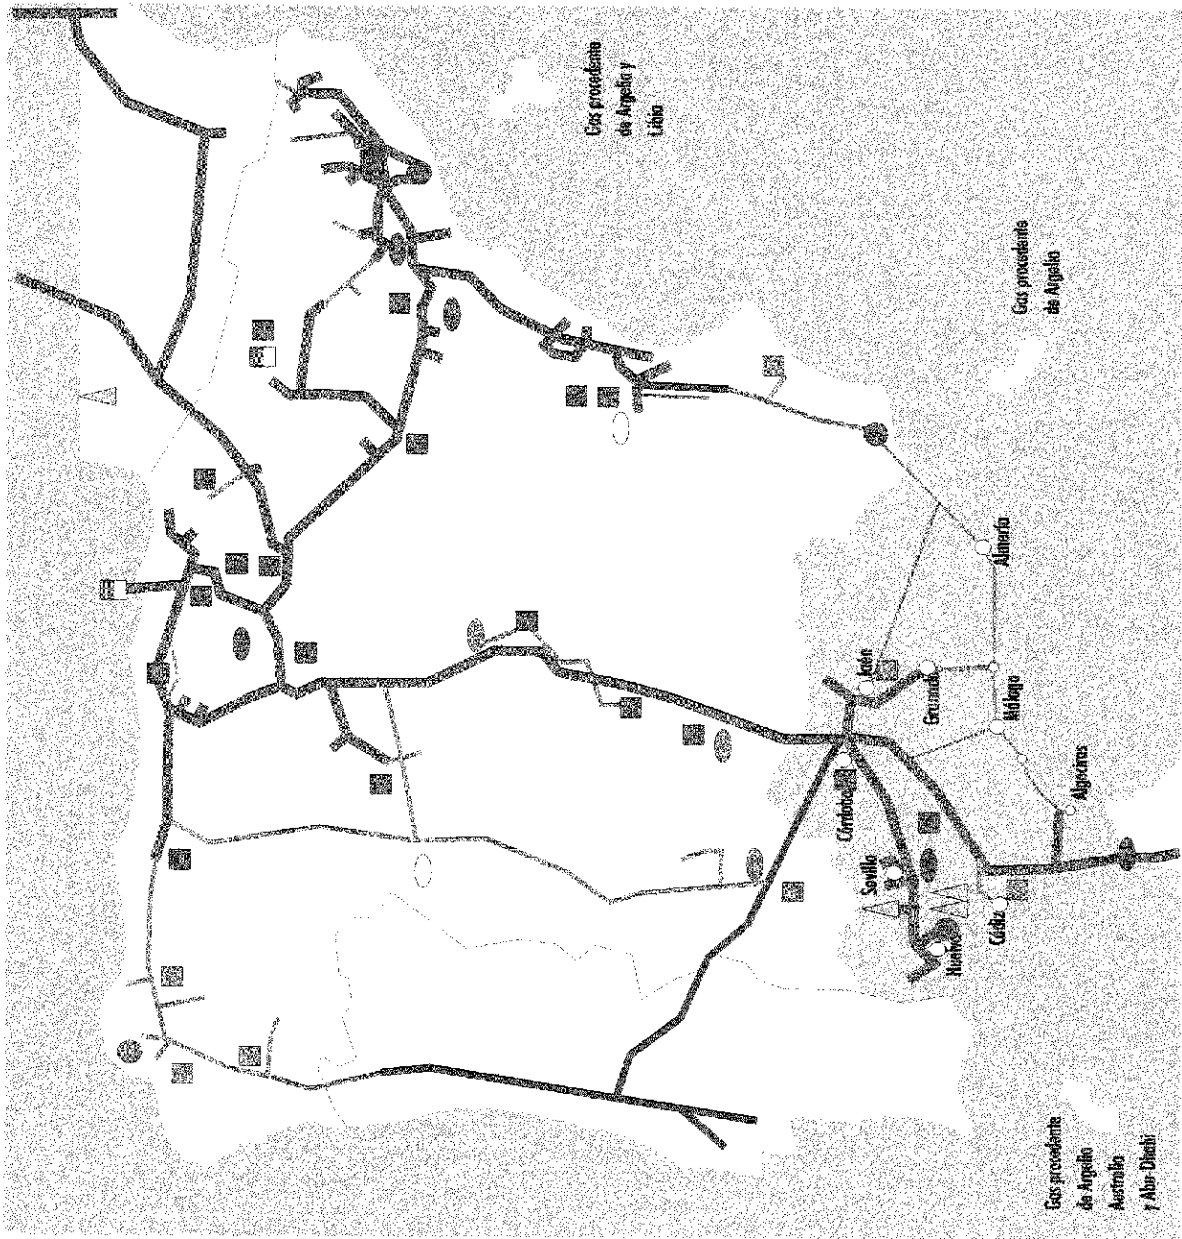 Gas procedente
de Argelia y
Libia
Gas procedente
de Argelia
Almería
Jaén
Granada
Málaga
Algeciras
Córdoba
Sevilla
Cádiz
Huelva
Gas procedente
de Argelia
Australia
y Abu-Dhabi